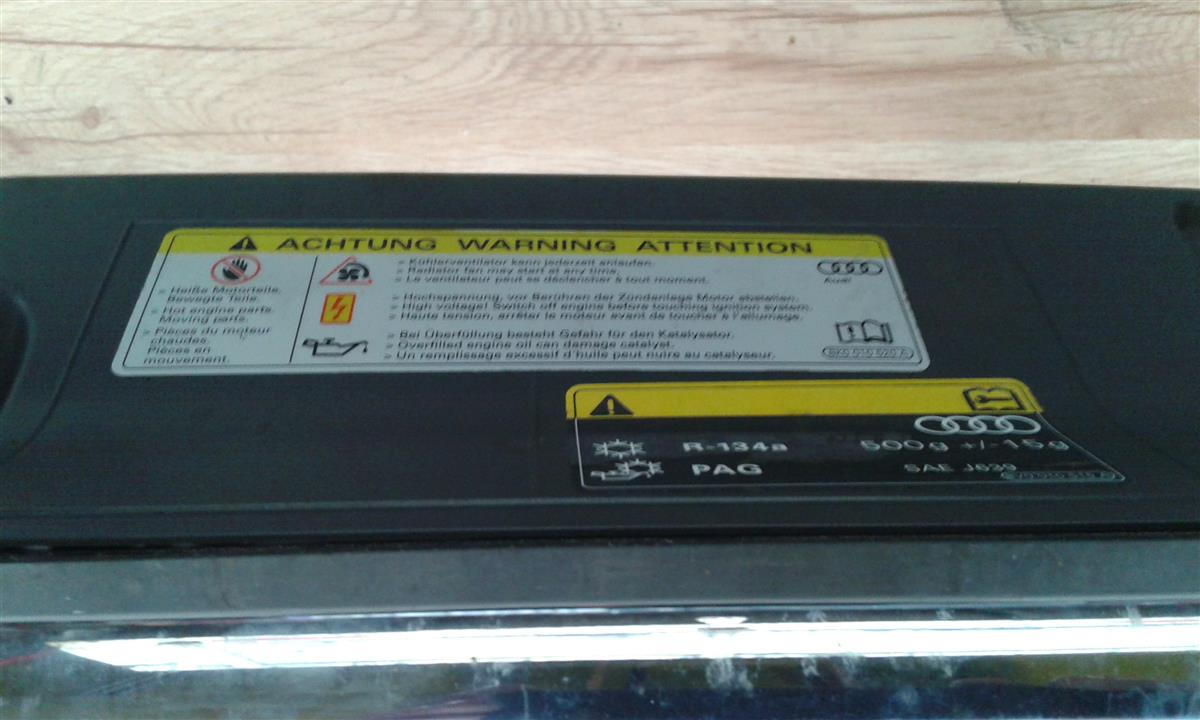 ACHTUNG WARNING ATTENTION
» Heiße Motorteile.
Bewegte Teile.
» Hot engine parts.
Moving parts.
» Pièces du moteur
chaudes.
Pièces en
mouvement.
» Kühlerventilator kann jederzeit anlaufen.
» Radiator fan may start at any time.
» Le ventilateur peut se déclencher à tout moment.
» Hochspannung, vor Berühren der Zündanlage Motor abstellen.
» High voltage! Switch off engine before touching ignition system.
» Haute tension, arrêter le moteur avant de toucher à l'allumage.
» Bei Überfüllung besteht Gefahr für den Katalysator.
» Overfilled engine oil can damage catalyst.
» Un remplissage excessif d'huile peut nuire au catalyseur.
Audi
8K0 010 520 A
R-134a 500g +/-15g
PAG SAE J639